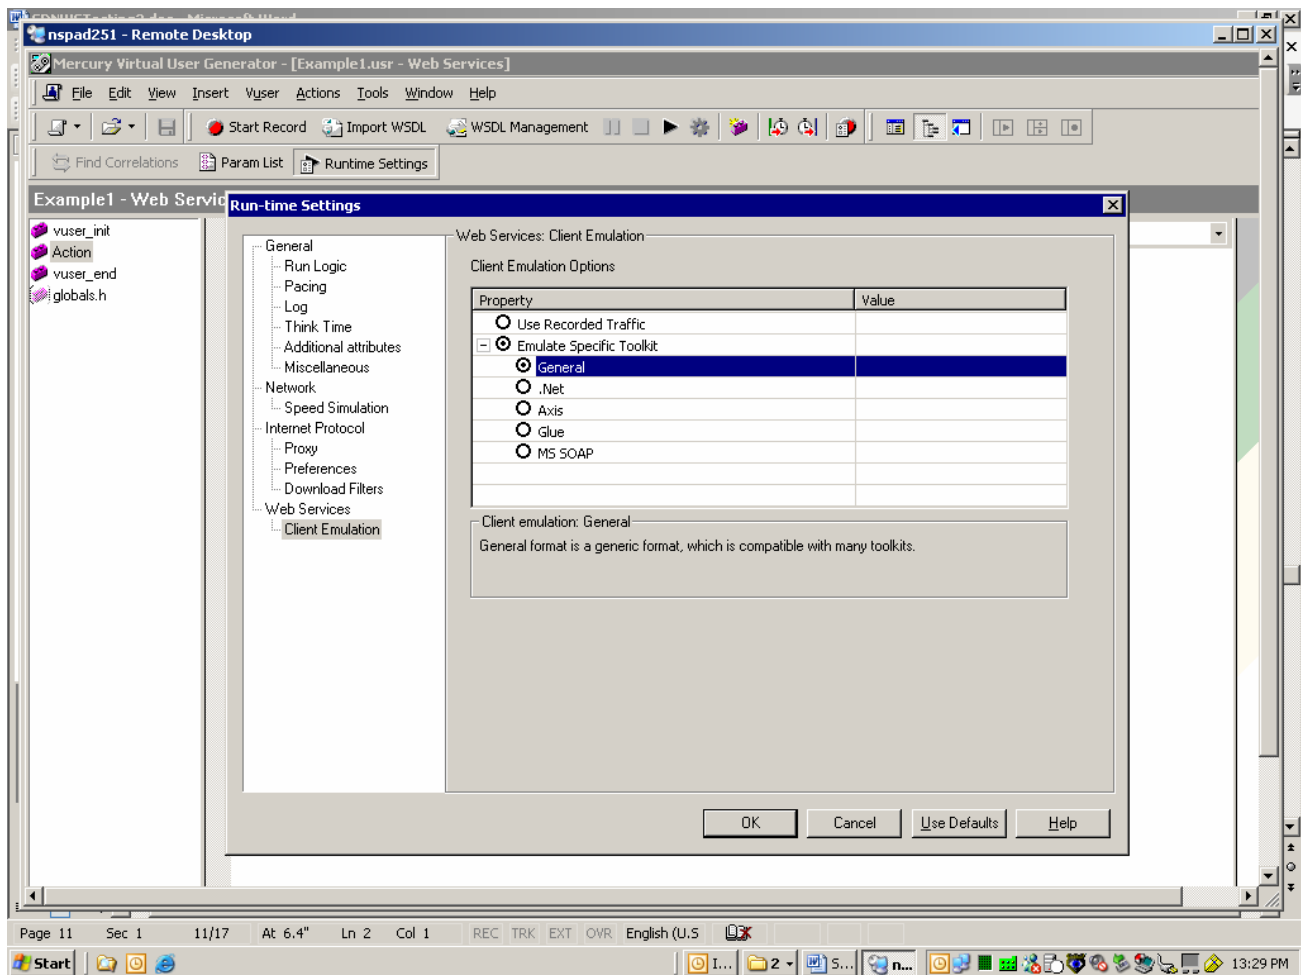 nspad251 - Remote Desktop
Mercury Virtual User Generator - [Example1.usr - Web Services]
File Edit View Insert Vuser Actions Tools Window Help
Start Record Import WSDL WSDL Management
Find Correlations Param List Runtime Settings
Example1 - Web Servic
Run-time Settings
vuser_init
Action
vuser_end
globals.h
General
Run Logic
Pacing
Log
Think Time
Additional attributes
Miscellaneous
Network
Speed Simulation
Internet Protocol
Proxy
Preferences
Download Filters
Web Services
Client Emulation
Web Services: Client Emulation
Client Emulation Options
Property Value
Use Recorded Traffic
Emulate Specific Toolkit
General
.Net
Axis
Glue
MS SOAP
Client emulation: General
General format is a generic format, which is compatible with many toolkits.
OK Cancel Use Defaults Help
Page 11 Sec 1 11/17 At 6.4" Ln 2 Col 1 REC TRK EXT OVR English (U.S
Start I... 2 S... n... 13:29 PM